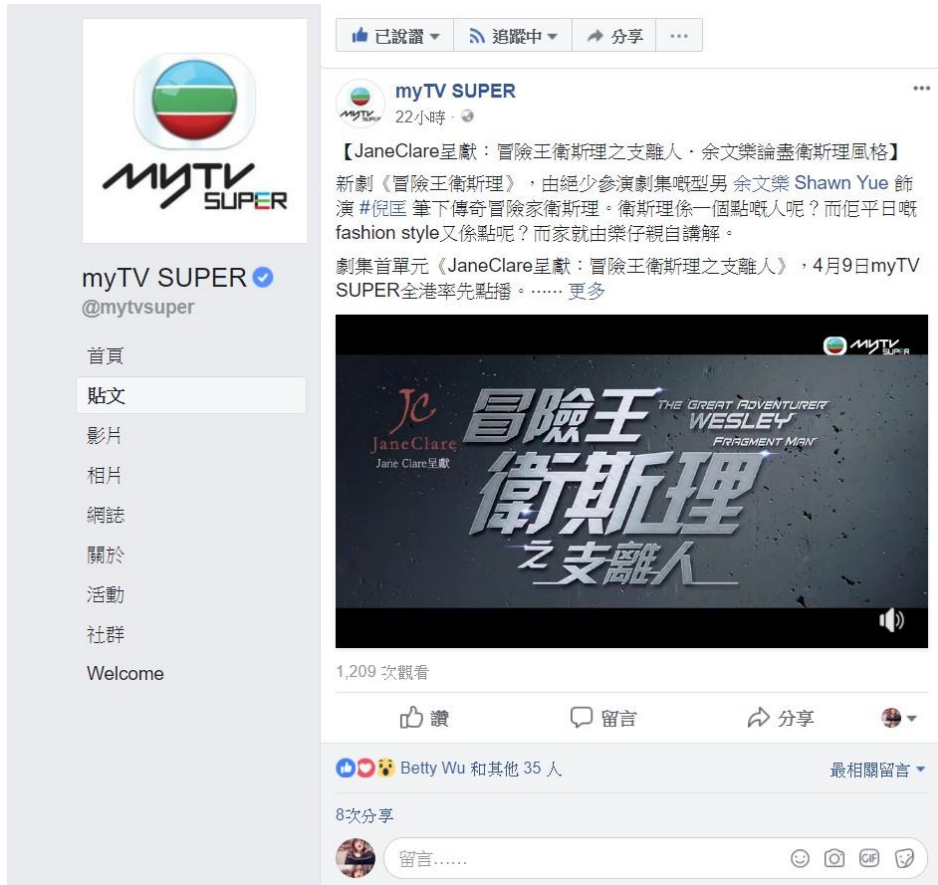 已說讚 追蹤中 分享
myTV SUPER
22小時
【JaneClare呈獻：冒險王衛斯理之支離人．余文樂論盡衛斯理風格】
新劇《冒險王衛斯理》，由絕少參演劇集嘅型男 余文樂 Shawn Yue 飾
演 #倪匡 筆下傳奇冒險家衛斯理。衛斯理係一個點嘅人呢？而佢平日嘅
fashion style又係點呢？而家就由樂仔親自講解。
劇集首單元《JaneClare呈獻：冒險王衛斯理之支離人》，4月9日myTV
SUPER全港率先點播。…… 更多
MYTV
SUPER
myTV SUPER
@mytvsuper
首頁
貼文
影片
相片
網誌
關於
活動
社群
Welcome
MYTV
SUPER
JC
JaneClare
Jane Clare呈獻
冒險王
THE GREAT ADVENTURER
WESLEY
FRAGMENT MAN
衛斯理
之支離人
1,209 次觀看
讚 留言 分享
Betty Wu 和其他 35 人
最相關留言
8次分享
留言……
GIF